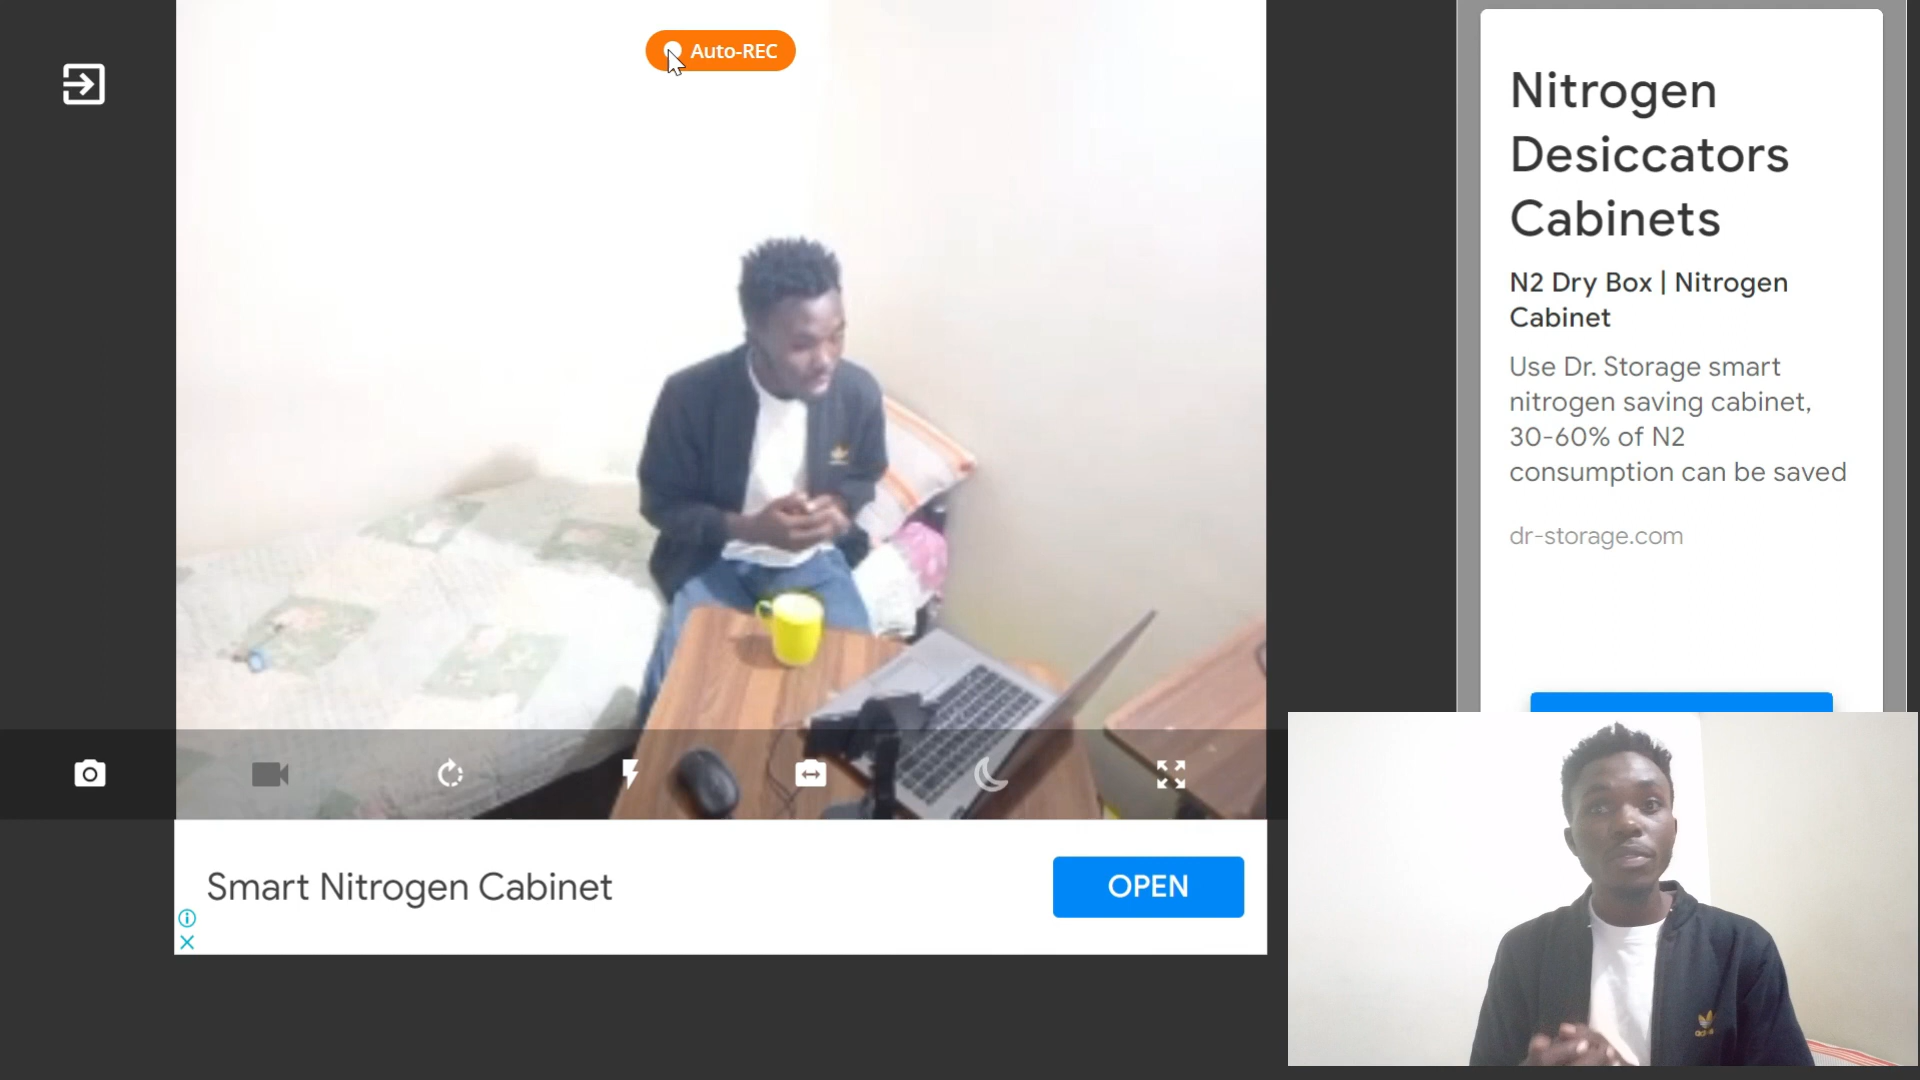 Auto-REC
Nitrogen
Desiccators
Cabinets
N2 Dry Box | Nitrogen
Cabinet
Use Dr. Storage smart
nitrogen saving cabinet,
30-60% of N2
consumption can be saved
dr-storage.com
Smart Nitrogen Cabinet
OPEN